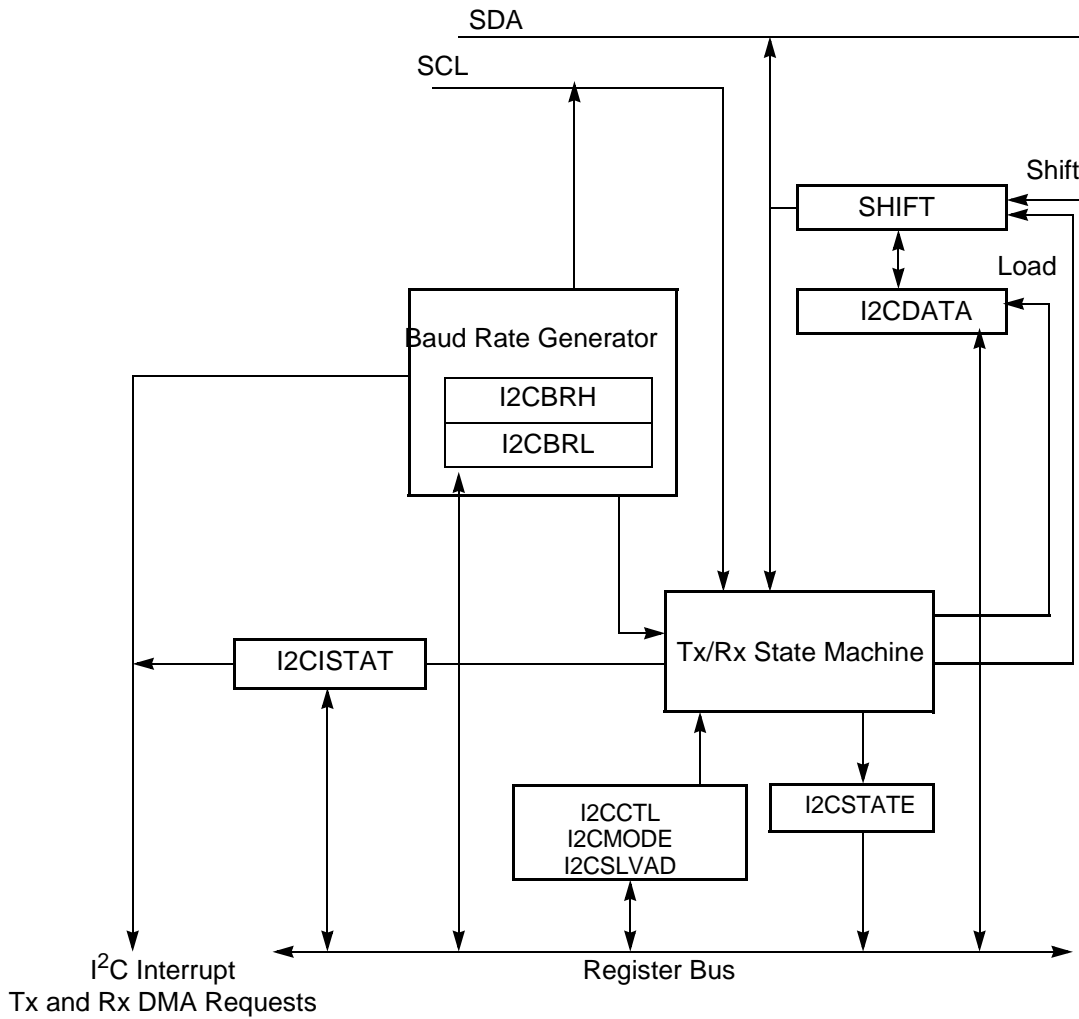 SDA
SCL
Shift
SHIFT
Load
I2CDATA
Baud Rate Generator
I2CBRH
I2CBRL
Tx/Rx State Machine
I2CISTAT
I2CSTATE
I2CCTL
I2CMODE
I2CSLVAD
I²C Interrupt
Tx and Rx DMA Requests
Register Bus